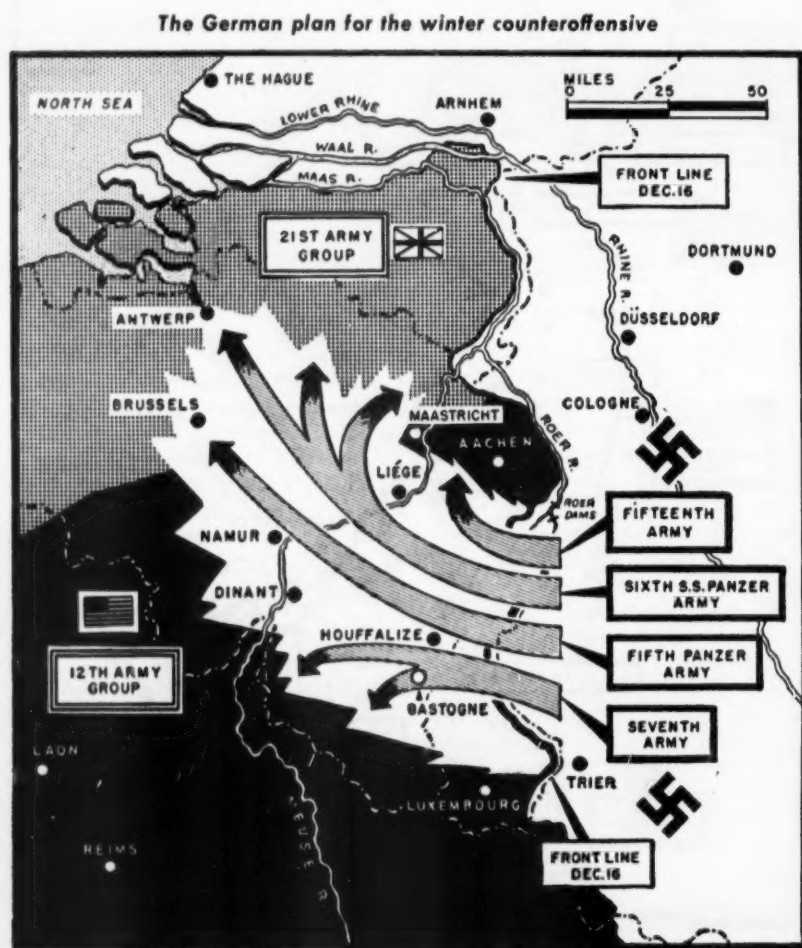 The German plan for the winter counteroffensive
THE HAGUE
MILES
0 25 50
NORTH SEA
LOWER RHINE
ARNHEM
WAAL R.
MAAS R.
FRONT LINE
DEC.16
21ST ARMY
GROUP
RHINE R.
DORTMUND
ANTWERP
DÜSSELDORF
BRUSSELS
MAASTRICHT
COLOGNE
AACHEN
ROER R.
LIÉGE
ROER
DAMS
FIFTEENTH
ARMY
NAMUR
SIXTH S.S. PANZER
ARMY
DINANT
HOUFFALIZE
FIFTH PANZER
ARMY
12TH ARMY
GROUP
BASTOGNE
SEVENTH
ARMY
LAON
TRIER
LUXEMBOURG
REIMS
MEUSE R.
FRONT LINE
DEC.16